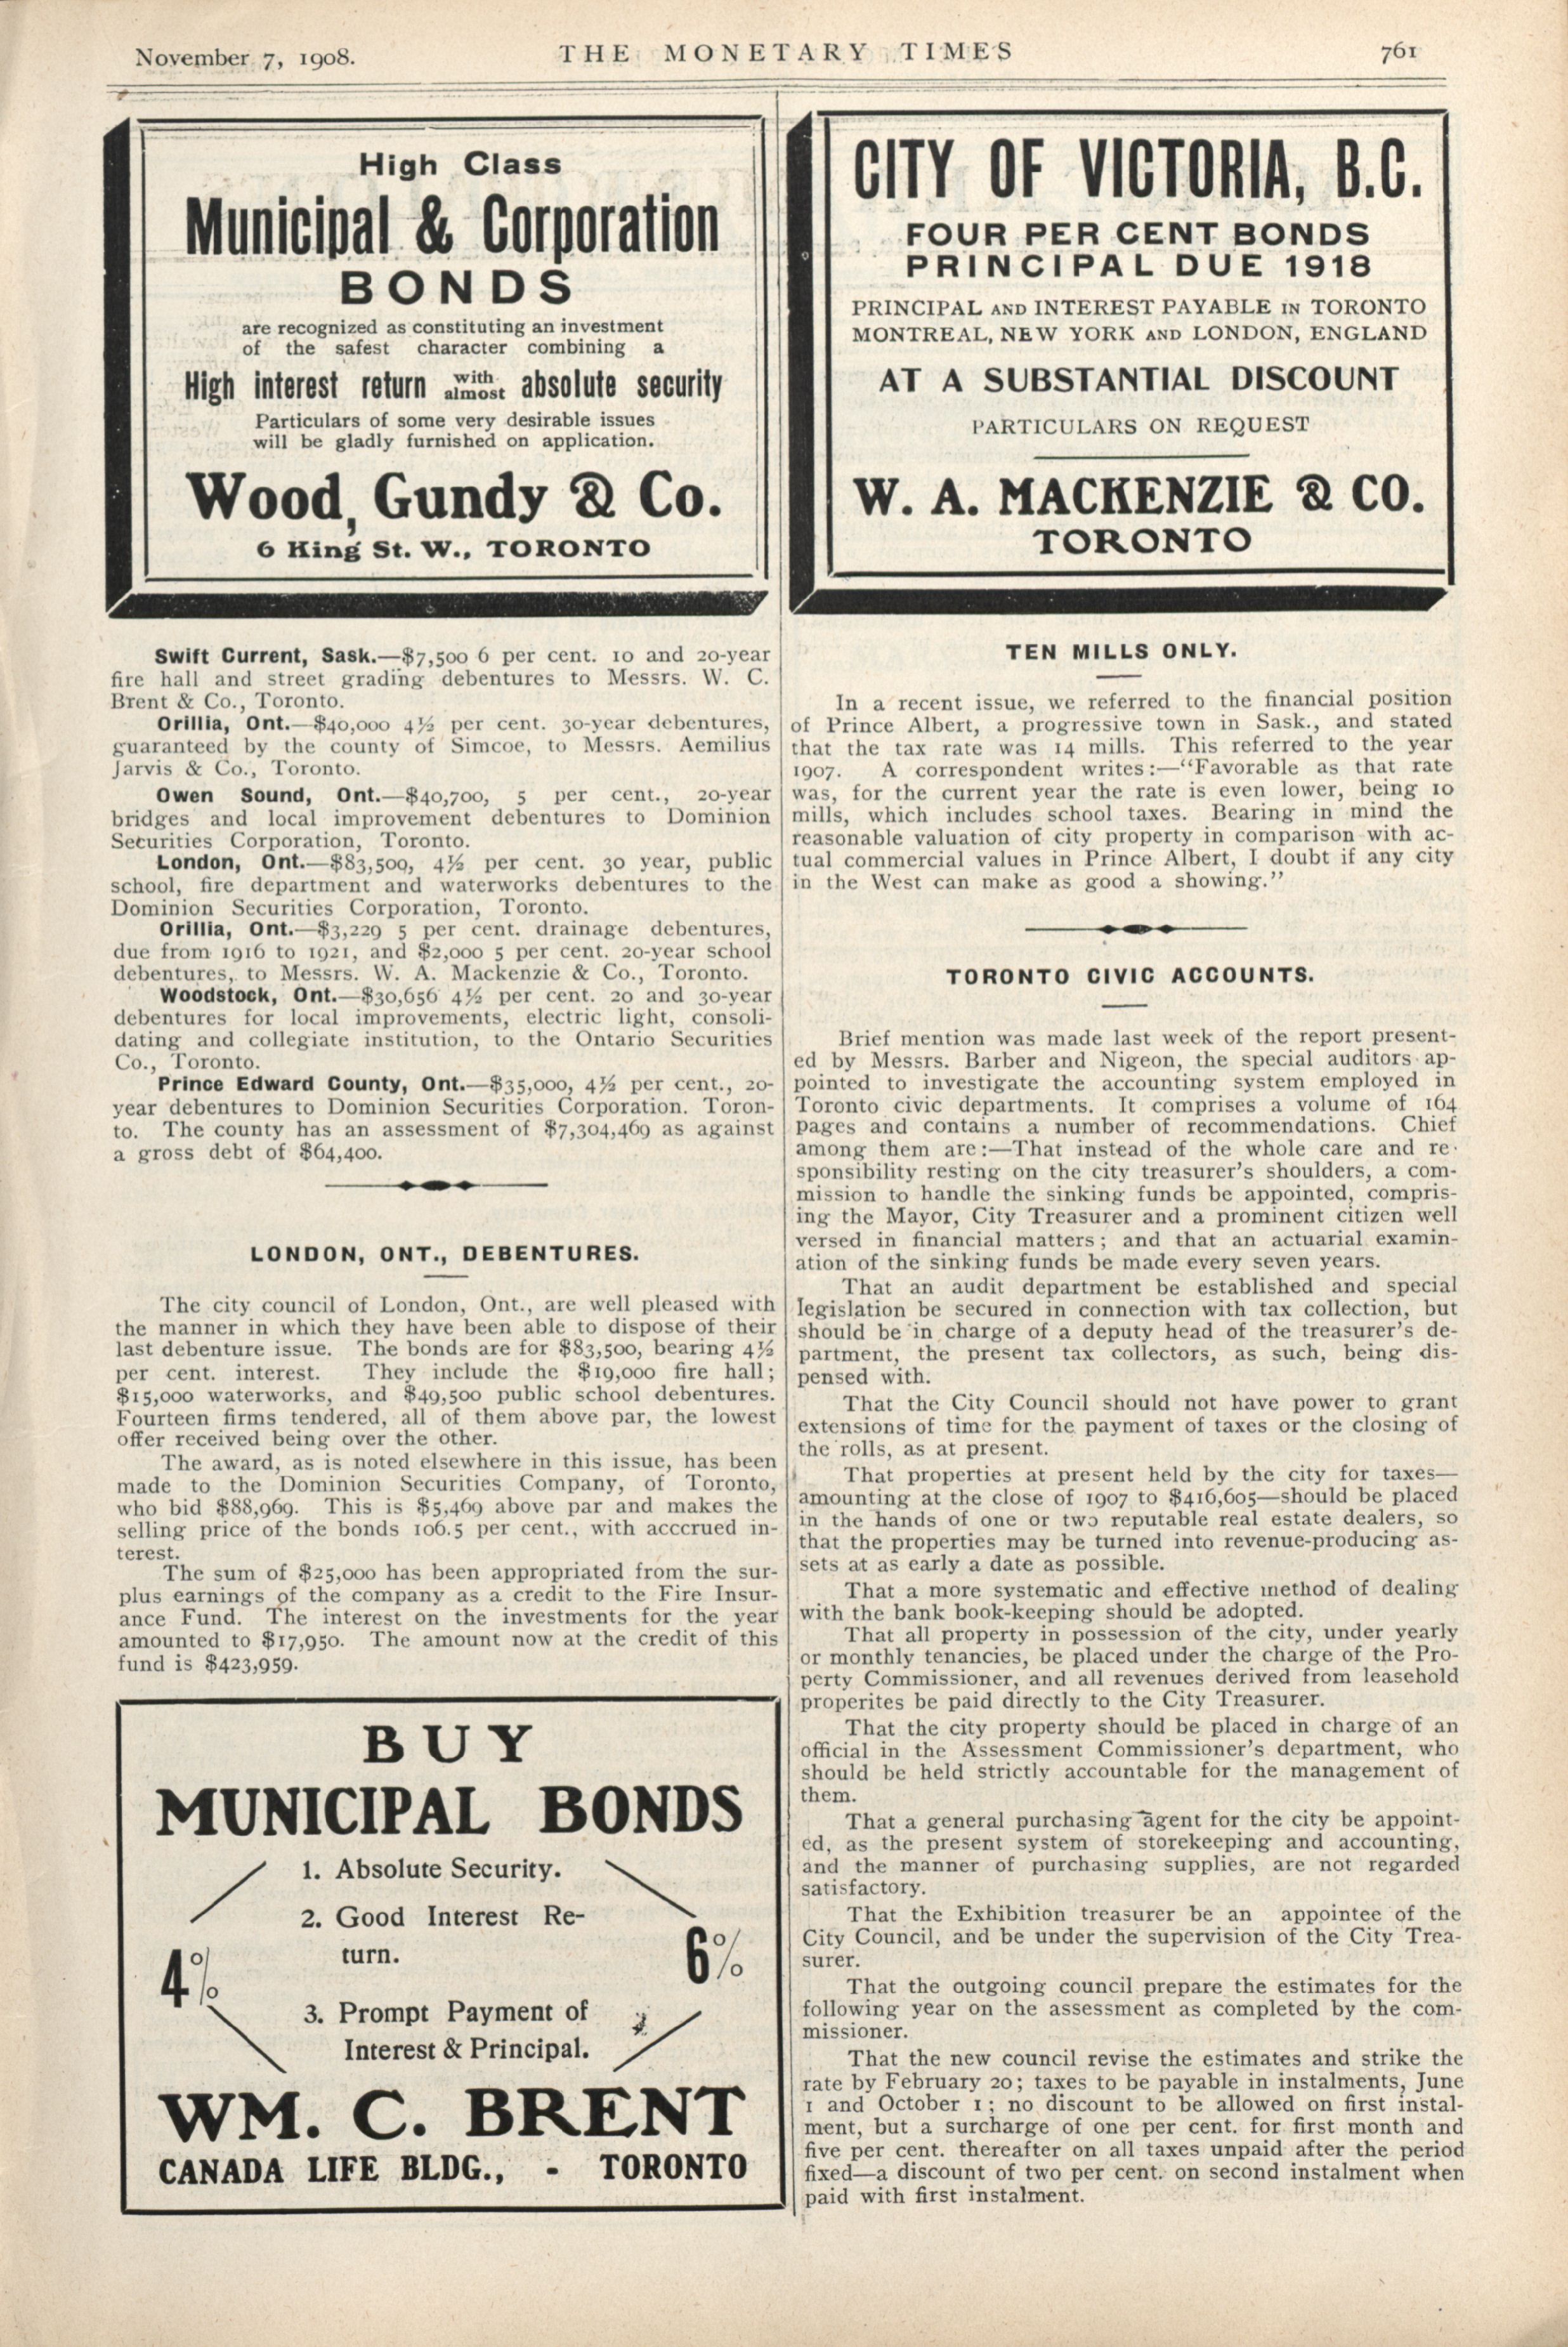 November 7, 1908.
THE MONETARY TIMES
761
High Class
Municipal & Corporation
BONDS
are recognized as constituting an investment
of the safest character combining a
High interest return with almost absolute security
Particulars of some very desirable issues
will be gladly furnished on application.
Wood, Gundy & Co.
6 King St. W., TORONTO
CITY OF VICTORIA, B.C.
FOUR PER CENT BONDS
PRINCIPAL DUE 1918
PRINCIPAL AND INTEREST PAYABLE IN TORONTO
MONTREAL, NEW YORK AND LONDON, ENGLAND
AT A SUBSTANTIAL DISCOUNT
PARTICULARS ON REQUEST
W. A. MACKENZIE & CO.
TORONTO
Swift Current, Sask.—$7,500 6 per cent. 10 and 20-year
fire hall and street grading debentures to Messrs. W. C.
Brent & Co., Toronto.
Orillia, Ont.—$40,000 4½ per cent. 30-year debentures,
guaranteed by the county of Simcoe, to Messrs. Aemilius
Jarvis & Co., Toronto.
Owen Sound, Ont.—$40,700, 5 per cent., 20-year
bridges and local improvement debentures to Dominion
Securities Corporation, Toronto.
London, Ont.—$83,500, 4½ per cent. 30 year, public
school, fire department and waterworks debentures to the
Dominion Securities Corporation, Toronto.
Orillia, Ont.—$3,229 5 per cent. drainage debentures,
due from 1916 to 1921, and $2,000 5 per cent. 20-year school
debentures, to Messrs. W. A. Mackenzie & Co., Toronto.
Woodstock, Ont.—$30,656 4½ per cent. 20 and 30-year
debentures for local improvements, electric light, consoli-
dating and collegiate institution, to the Ontario Securities
Co., Toronto.
Prince Edward County, Ont.—$35,000, 4½ per cent., 20-
year debentures to Dominion Securities Corporation. Toron-
to. The county has an assessment of $7,304,469 as against
a gross debt of $64,400.
LONDON, ONT., DEBENTURES.
The city council of London, Ont., are well pleased with
the manner in which they have been able to dispose of their
last debenture issue. The bonds are for $83,500, bearing 4½
per cent. interest. They include the $19,000 fire hall;
$15,000 waterworks, and $49,500 public school debentures.
Fourteen firms tendered, all of them above par, the lowest
offer received being over the other.
The award, as is noted elsewhere in this issue, has been
made to the Dominion Securities Company, of Toronto,
who bid $88,969. This is $5,469 above par and makes the
selling price of the bonds 106.5 per cent., with acccrued in-
terest.
The sum of $25,000 has been appropriated from the sur-
plus earnings of the company as a credit to the Fire Insur-
ance Fund. The interest on the investments for the year
amounted to $17,950. The amount now at the credit of this
fund is $423,959.
BUY
MUNICIPAL BONDS
1. Absolute Security.
2. Good Interest Re-
turn.
4%
6%
3. Prompt Payment of
Interest & Principal.
WM. C. BRENT
CANADA LIFE BLDG., - TORONTO
TEN MILLS ONLY.
In a recent issue, we referred to the financial position
of Prince Albert, a progressive town in Sask., and stated
that the tax rate was 14 mills. This referred to the year
1907. A correspondent writes:—"Favorable as that rate
was, for the current year the rate is even lower, being 10
mills, which includes school taxes. Bearing in mind the
reasonable valuation of city property in comparison with ac-
tual commercial values in Prince Albert, I doubt if any city
in the West can make as good a showing."
TORONTO CIVIC ACCOUNTS.
Brief mention was made last week of the report present-
ed by Messrs. Barber and Nigeon, the special auditors ap-
pointed to investigate the accounting system employed in
Toronto civic departments. It comprises a volume of 164
pages and contains a number of recommendations. Chief
among them are:—That instead of the whole care and re-
sponsibility resting on the city treasurer's shoulders, a com-
mission to handle the sinking funds be appointed, compris-
ing the Mayor, City Treasurer and a prominent citizen well
versed in financial matters; and that an actuarial examin-
ation of the sinking funds be made every seven years.
That an audit department be established and special
legislation be secured in connection with tax collection, but
should be in charge of a deputy head of the treasurer's de-
partment, the present tax collectors, as such, being dis-
pensed with.
That the City Council should not have power to grant
extensions of time for the payment of taxes or the closing of
the rolls, as at present.
That properties at present held by the city for taxes—
amounting at the close of 1907 to $416,605—should be placed
in the hands of one or two reputable real estate dealers, so
that the properties may be turned into revenue-producing as-
sets at as early a date as possible.
That a more systematic and effective method of dealing
with the bank book-keeping should be adopted.
That all property in possession of the city, under yearly
or monthly tenancies, be placed under the charge of the Pro-
perty Commissioner, and all revenues derived from leasehold
properites be paid directly to the City Treasurer.
That the city property should be placed in charge of an
official in the Assessment Commissioner's department, who
should be held strictly accountable for the management of
them.
That a general purchasing agent for the city be appoint-
ed, as the present system of storekeeping and accounting,
and the manner of purchasing supplies, are not regarded
satisfactory.
That the Exhibition treasurer be an appointee of the
City Council, and be under the supervision of the City Trea-
surer.
That the outgoing council prepare the estimates for the
following year on the assessment as completed by the com-
missioner.
That the new council revise the estimates and strike the
rate by February 20; taxes to be payable in instalments, June
1 and October 1; no discount to be allowed on first instal-
ment, but a surcharge of one per cent. for first month and
five per cent. thereafter on all taxes unpaid after the period
fixed—a discount of two per cent. on second instalment when
paid with first instalment.